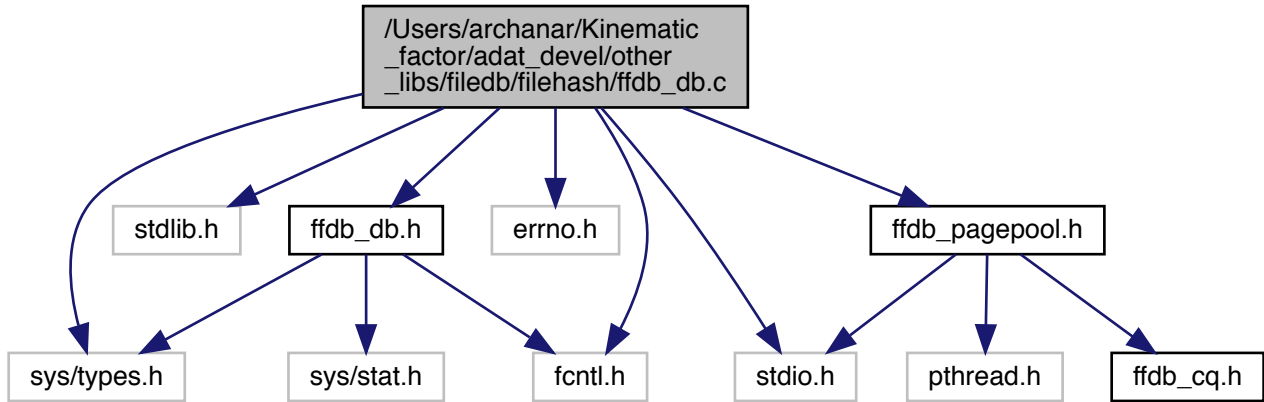 /Users/archanar/Kinematic
_factor/adat_devel/other
_libs/filedb/filehash/ffdb_db.c
stdlib.h
ffdb_db.h
errno.h
ffdb_pagepool.h
sys/types.h
sys/stat.h
fcntl.h
stdio.h
pthread.h
ffdb_cq.h